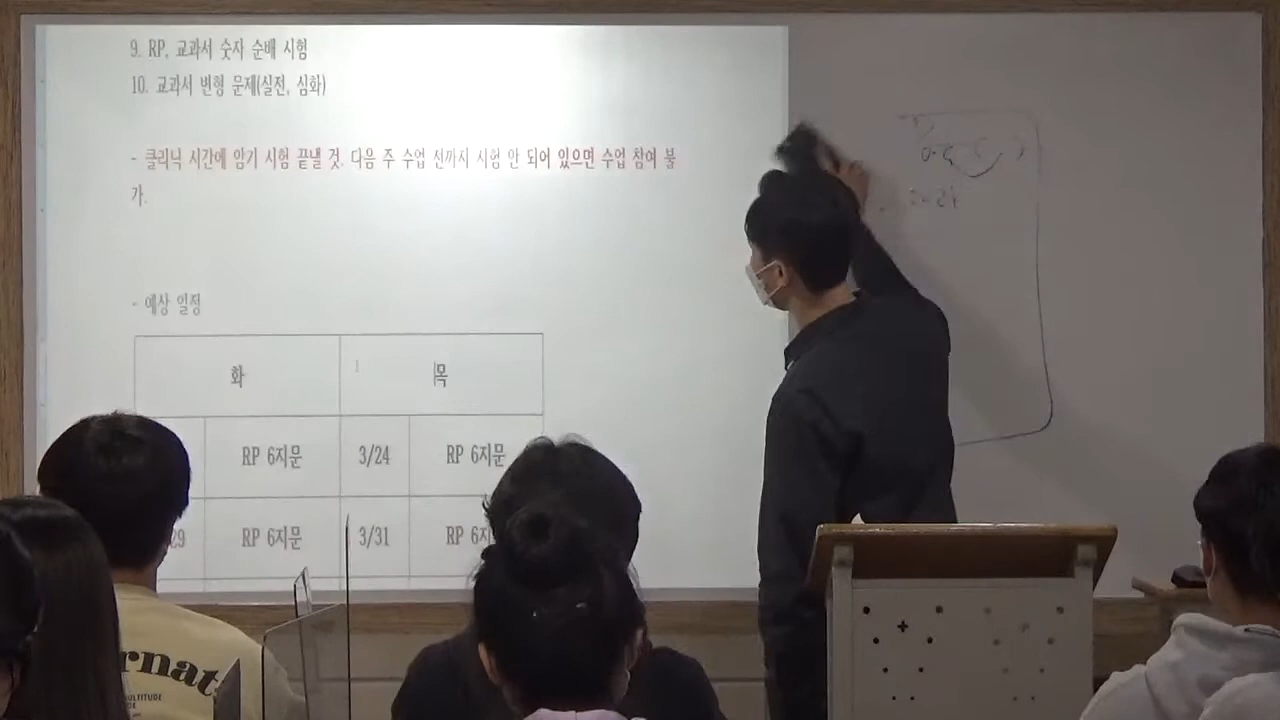 9. RP, 교과서 숫자 순배 시험
10. 교과서 변형 문제(실전, 심화)
- 클리닉 시간에 암기 시험 끝낼 것. 다음 주 수업 전까지 시험 안 되어 있으면 수업 참여 불
가.
- 예상 일정
화 목
RP 6지문 3/24 RP 6지문
29 RP 6지문 3/31 RP 6지
rnat
ULTITUDE